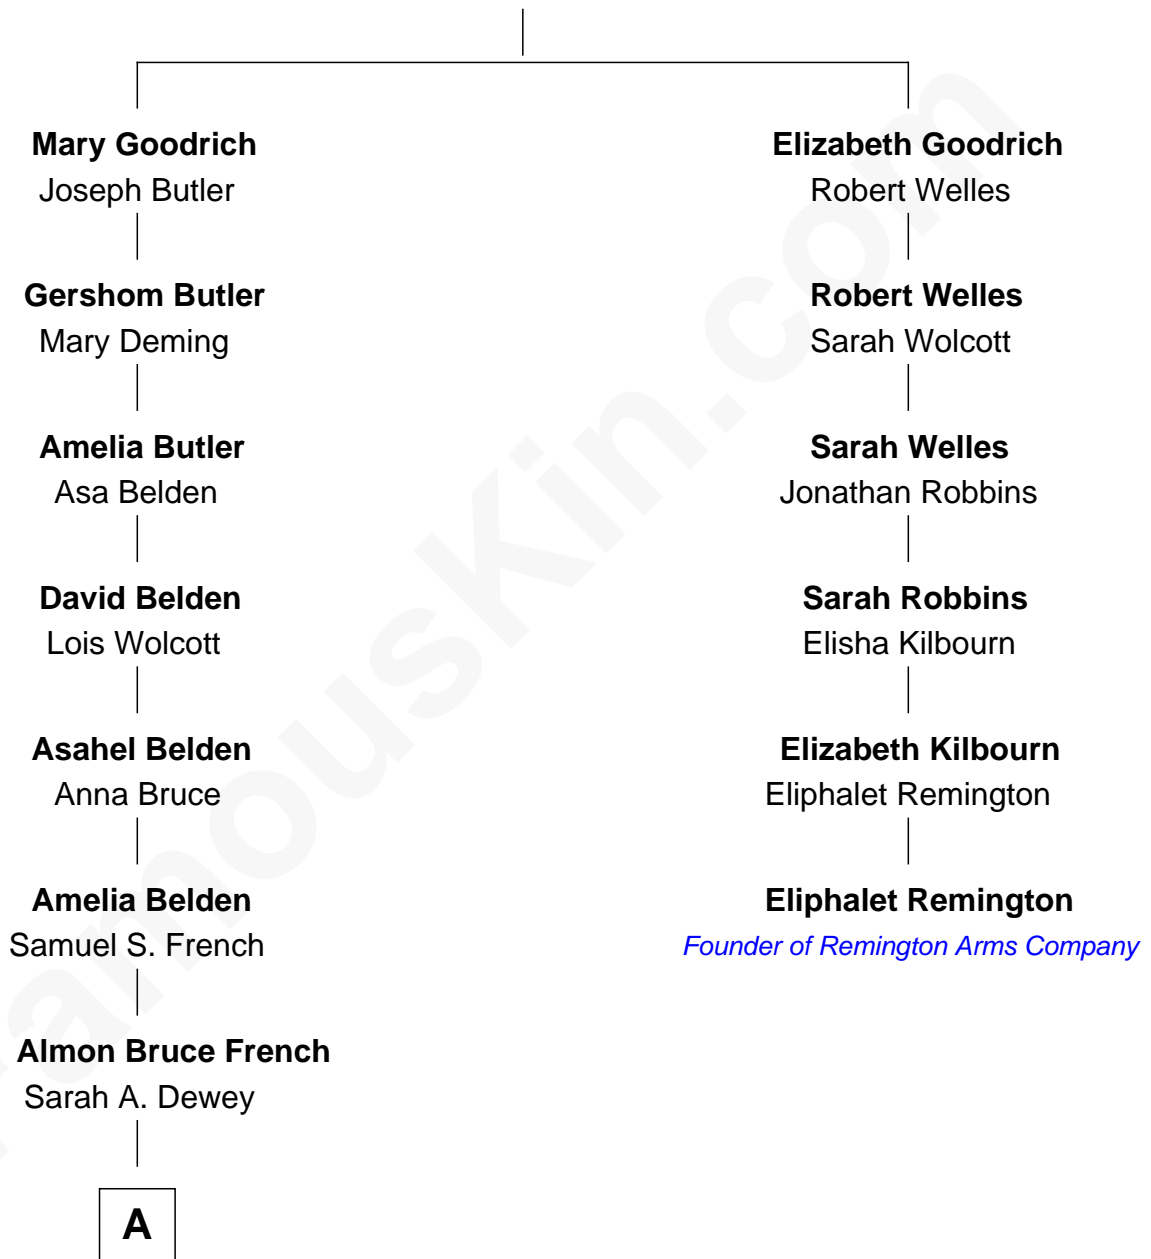 Mary Goodrich
Joseph Butler
Gershom Butler
Mary Deming
Amelia Butler
Asa Belden
David Belden
Lois Wolcott
Asahel Belden
Anna Bruce
Amelia Belden
Samuel S. French
Almon Bruce French
Sarah A. Dewey
A
Elizabeth Goodrich
Robert Welles
Robert Welles
Sarah Wolcott
Sarah Welles
Jonathan Robbins
Sarah Robbins
Elisha Kilbourn
Elizabeth Kilbourn
Eliphalet Remington
Eliphalet Remington
Founder of Remington Arms Company
FamousKin.com